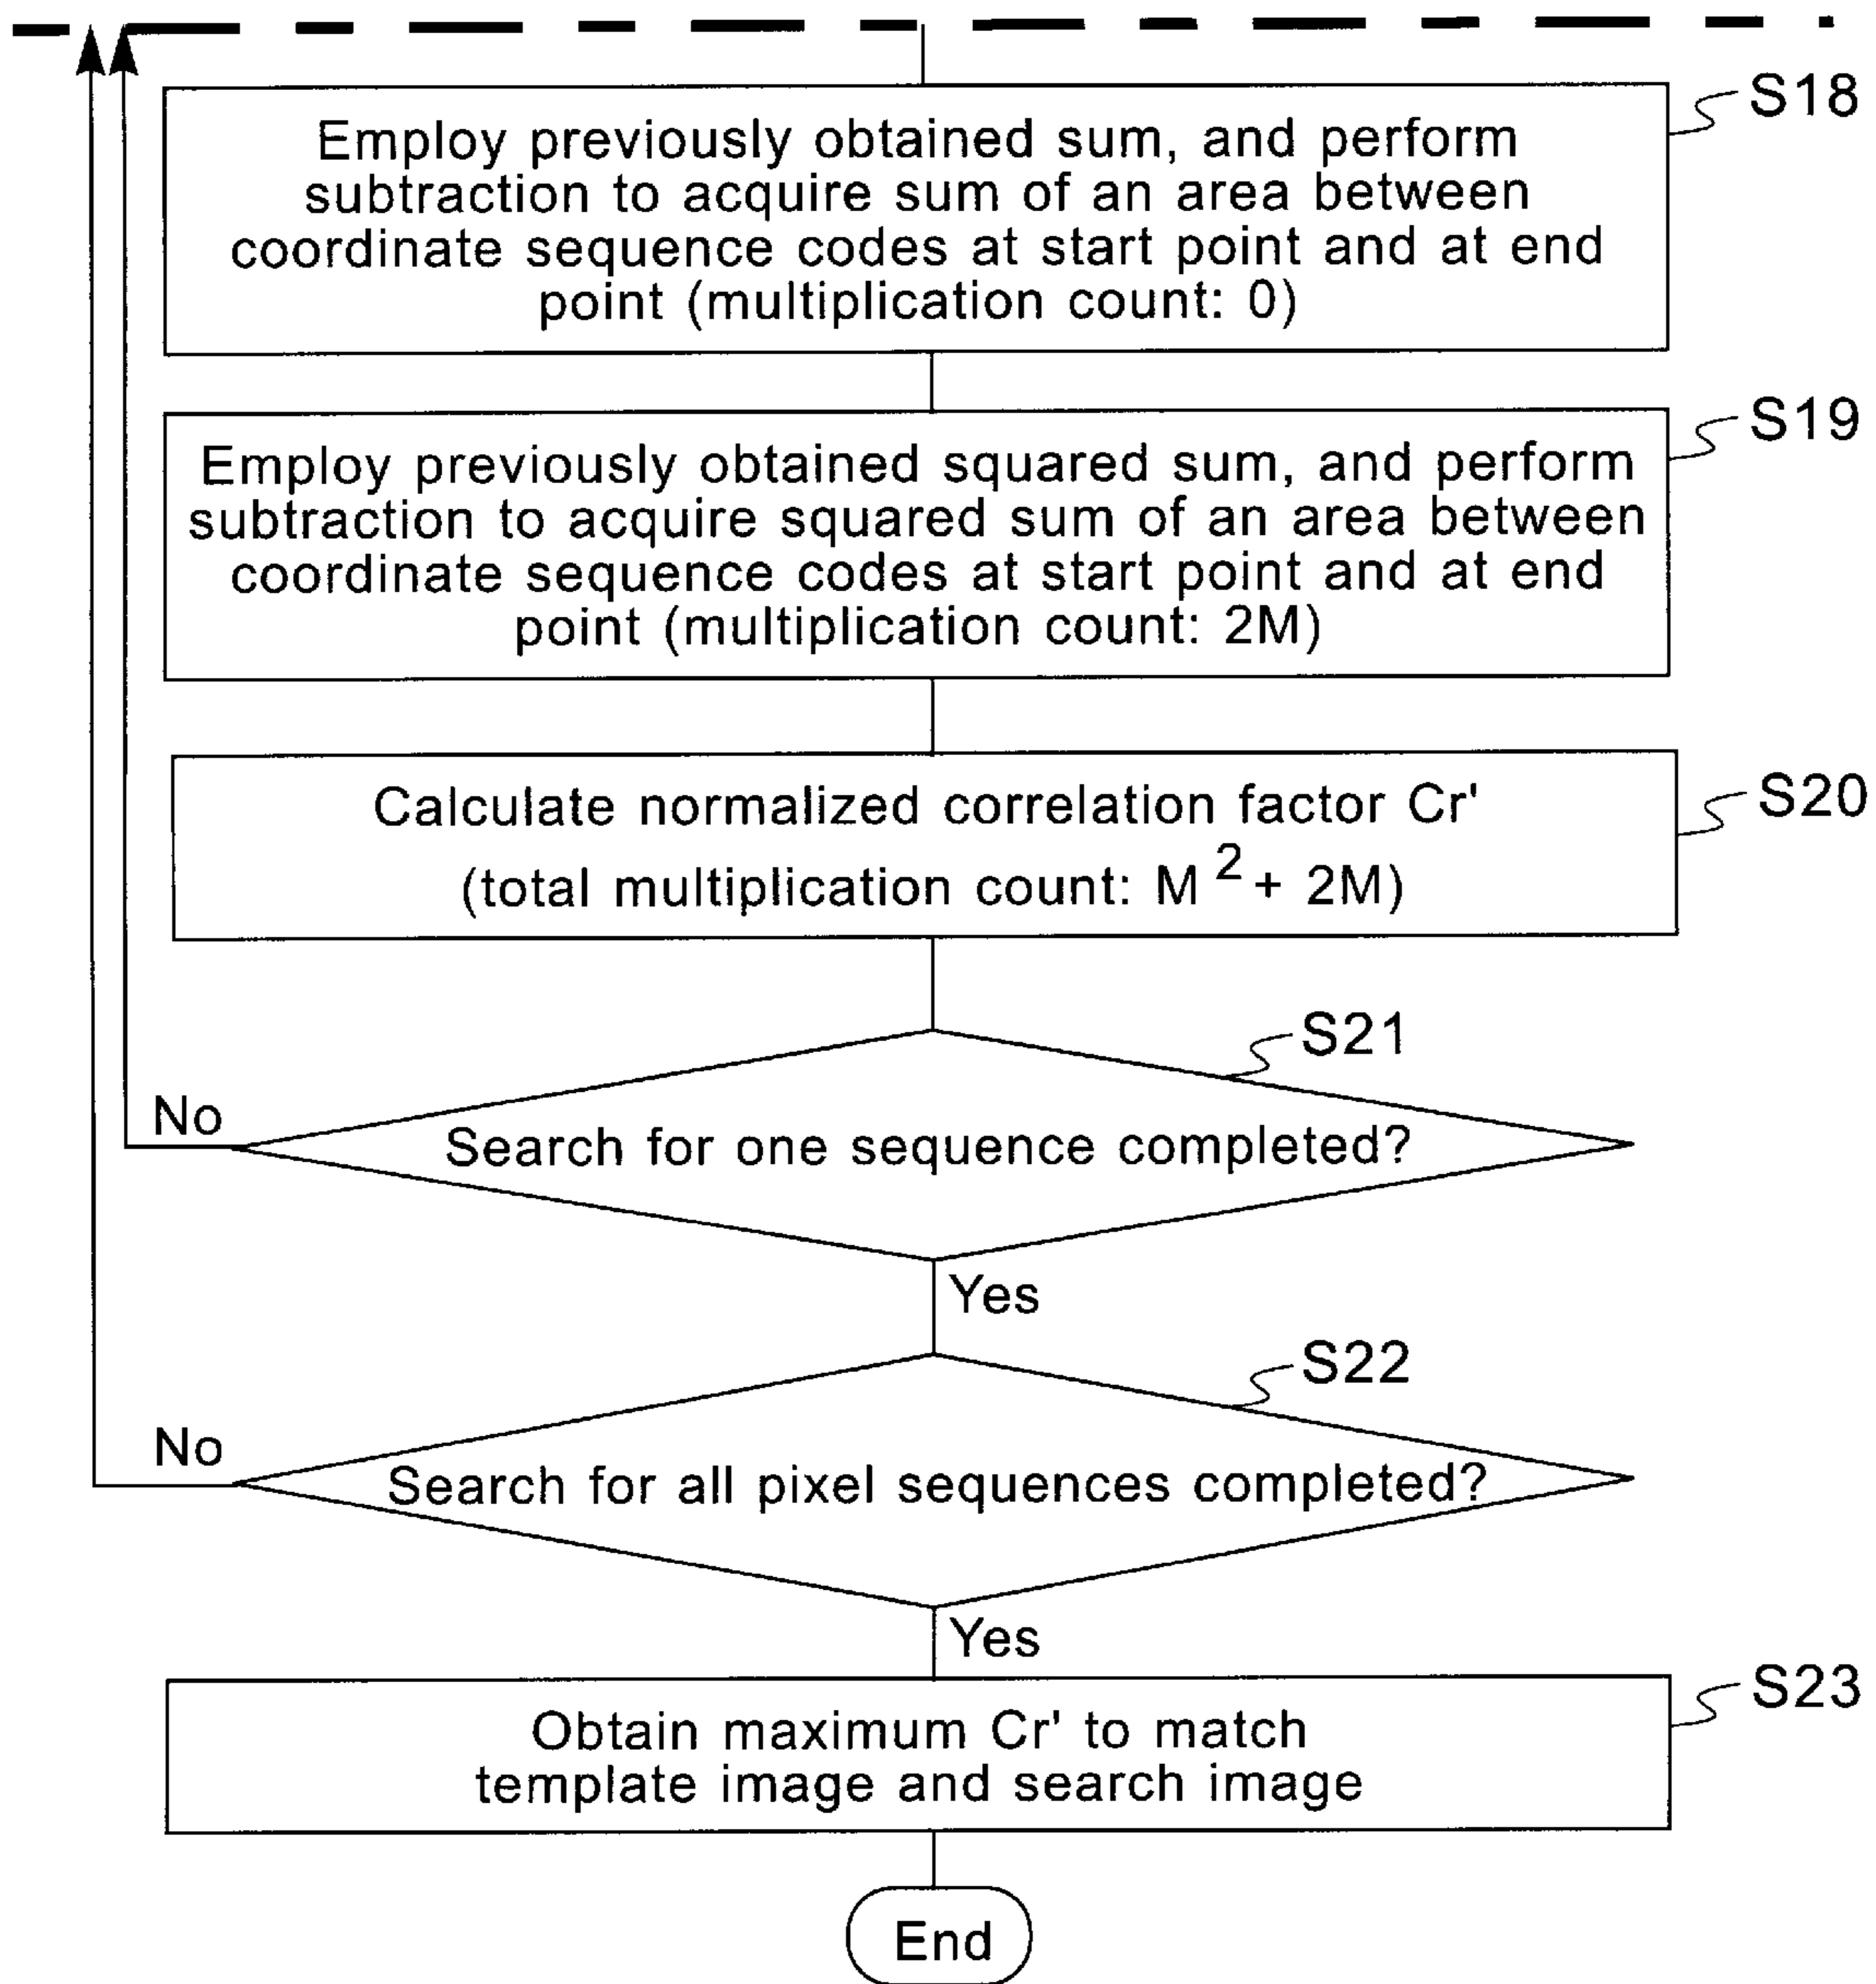 S18
Employ previously obtained sum, and perform
subtraction to acquire sum of an area between
coordinate sequence codes at start point and at end
point (multiplication count: 0)
S19
Employ previously obtained squared sum, and perform
subtraction to acquire squared sum of an area between
coordinate sequence codes at start point and at end
point (multiplication count: 2M)
S20
Calculate normalized correlation factor Cr'
(total multiplication count: M² + 2M)
S21
No
Search for one sequence completed?
Yes
S22
No
Search for all pixel sequences completed?
Yes
S23
Obtain maximum Cr' to match
template image and search image
End